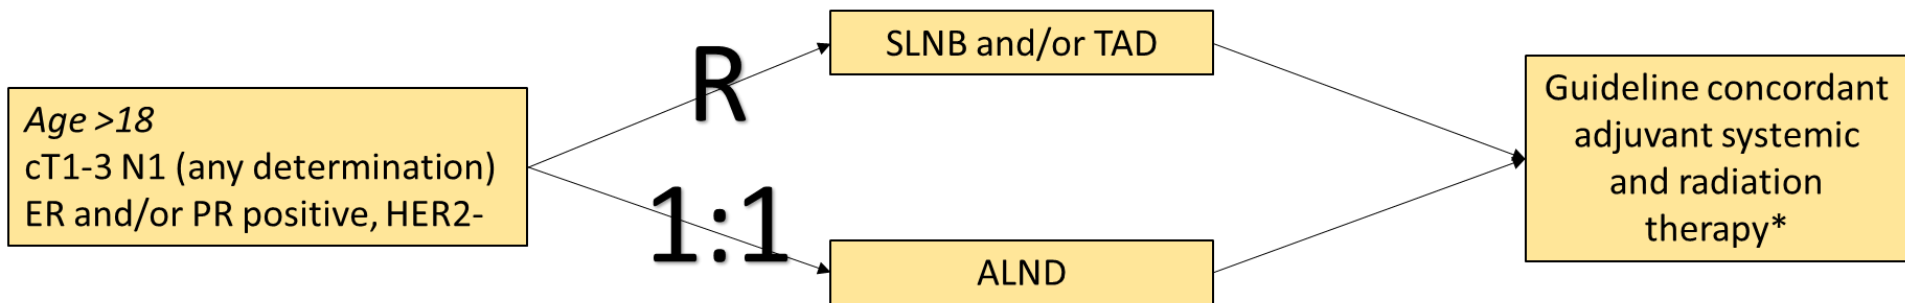 Age >18
cT1-3 N1 (any determination)
ER and/or PR positive, HER2-
R
1:1
SLNB and/or TAD
ALND
Guideline concordant
adjuvant systemic
and radiation
therapy*